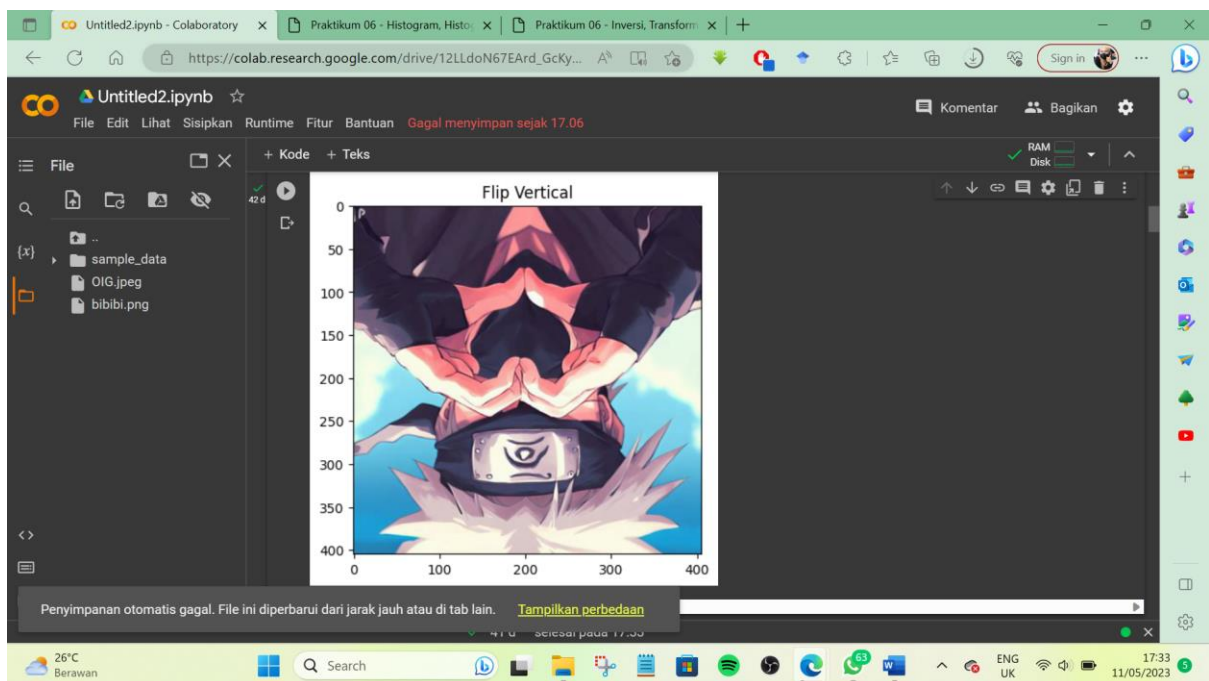 Untitled2.ipynb - Colaboratory
Praktikum 06 - Histogram, Histo
Praktikum 06 - Inversi, Transform
https://colab.research.google.com/drive/12LLdoN67EArd_GcKy...
Sign in
Untitled2.ipynb
File Edit Lihat Sisipkan Runtime Fitur Bantuan Gagal menyimpan sejak 17.06
Komentar
Bagikan
File
+ Kode + Teks
RAM
Disk
..
sample_data
OIG.jpeg
bibibi.png
{x}
42 d
Flip Vertical
0
50
100
150
200
250
300
350
400
0 100 200 300 400
Penyimpanan otomatis gagal. File ini diperbarui dari jarak jauh atau di tab lain. Tampilkan perbedaan
selesai pada 17.33
26°C
Berawan
Search
63
ENG
UK
17:33
11/05/2023
5